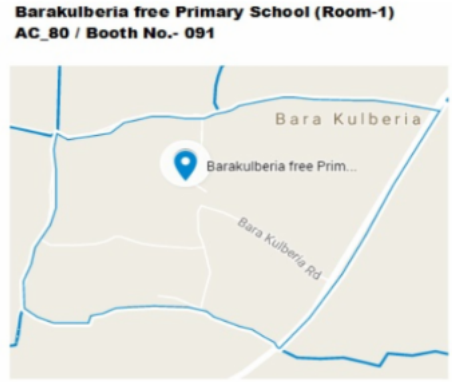 Barakulberia free Primary School (Room-1)
AC_80 / Booth No.- 091
Bara Kulberia
Barakulberia free Prim...
Bara Kulberia Rd